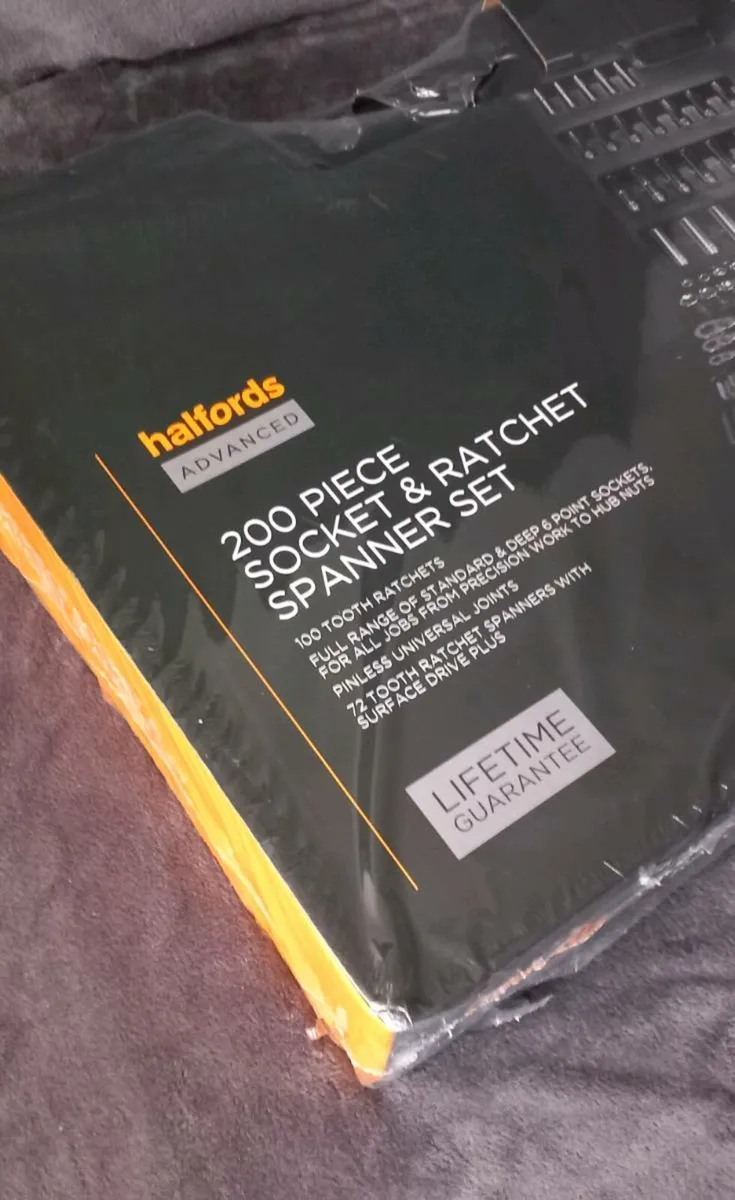 halfords
ADVANCED
200 PIECE
SOCKET & RATCHET
SPANNER SET
100 TOOTH RATCHETS
FULL RANGE OF STANDARD & DEEP 6 POINT SOCKETS,
FOR ALL JOBS FROM PRECISION WORK TO HUB NUTS
PINLESS UNIVERSAL JOINTS
72 TOOTH RATCHET SPANNERS WITH
SURFACE DRIVE PLUS
LIFETIME
GUARANTEE